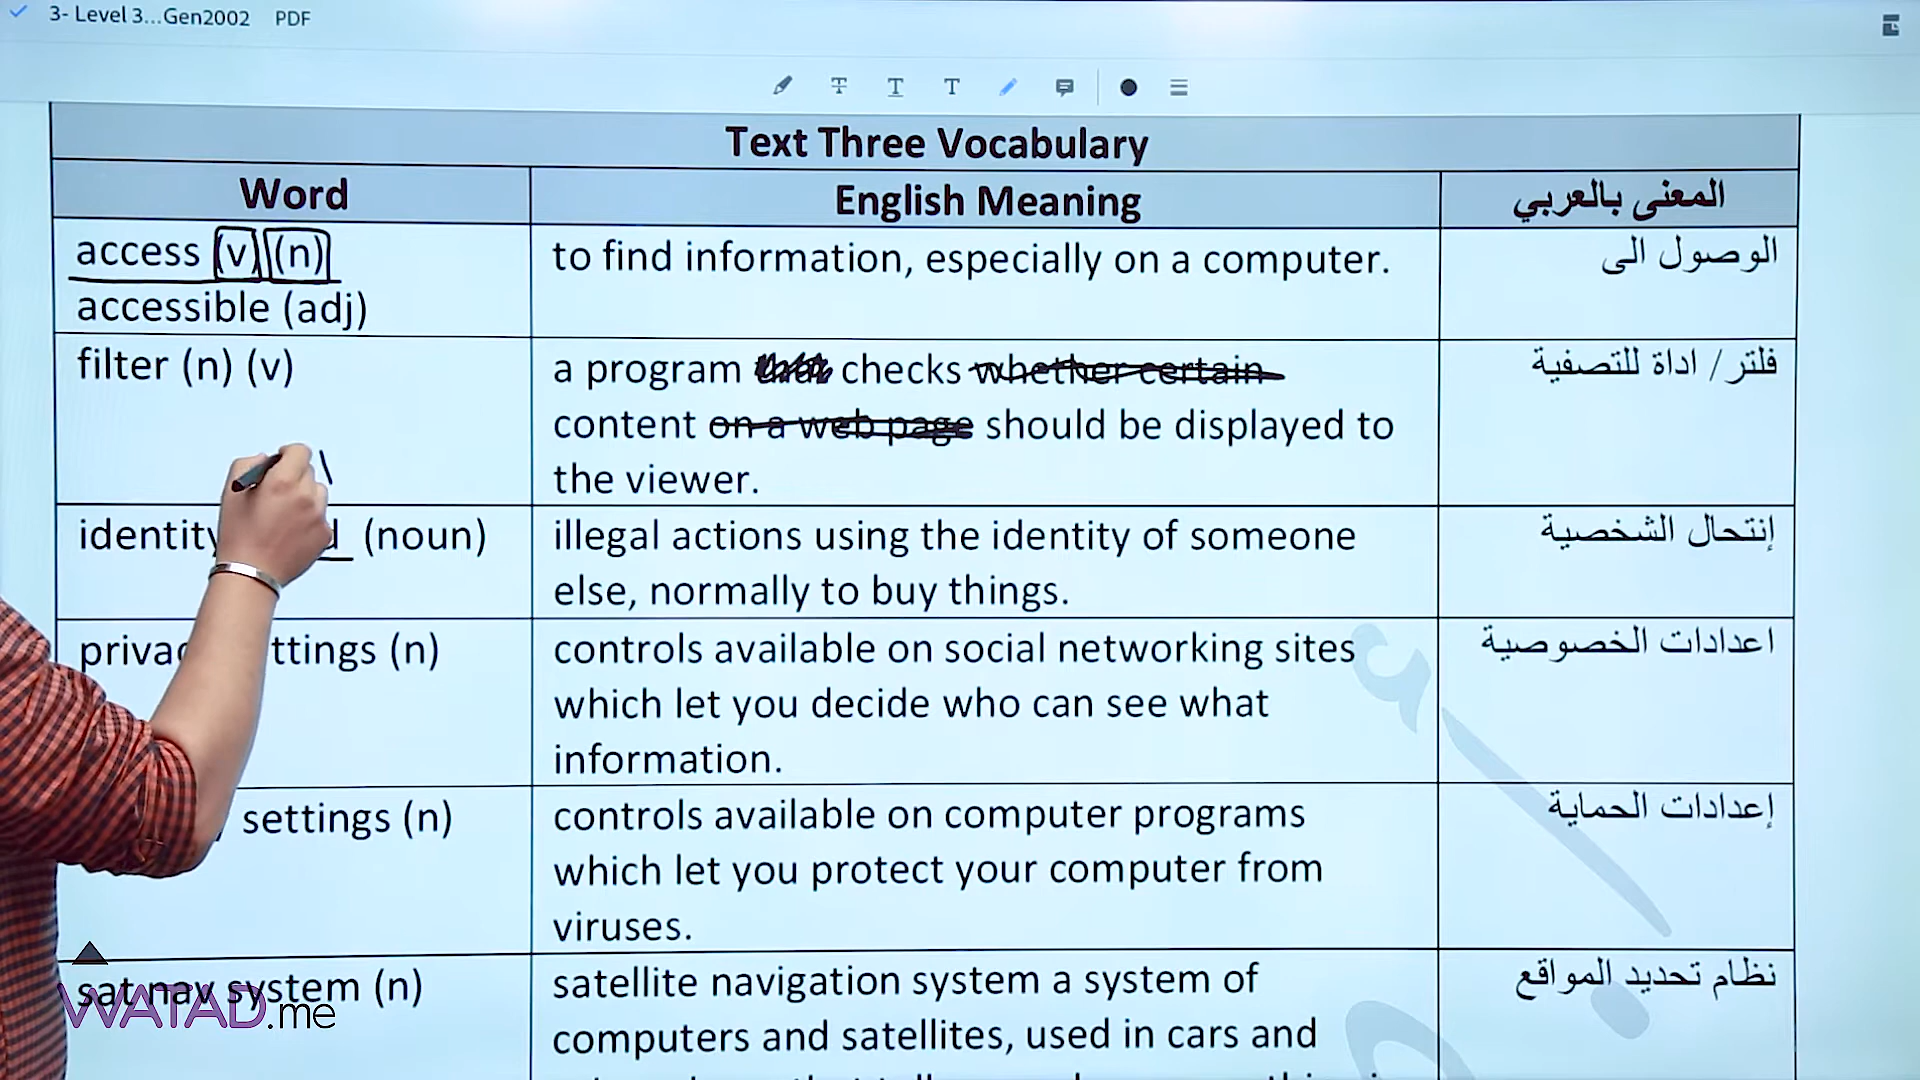 3- Level 3...Gen2002 PDF
Text Three Vocabulary
Word
English Meaning
المعنى بالعربي
access (v) (n)
accessible (adj)
to find information, especially on a computer.
الوصول الى
filter (n) (v)
a program that checks whether certain
content on a web page should be displayed to
the viewer.
فلتر/ اداة للتصفية
identity (noun)
illegal actions using the identity of someone
else, normally to buy things.
إنتحال الشخصية
(n)
controls available on social networking sites
which let you decide who can see what
information.
اعدادات الخصوصية
settings (n)
controls available on computer programs
which let you protect your computer from
viruses.
إعدادات الحماية
sat nav system (n)
satellite navigation system a system of
computers and satellites, used in cars and
نظام تحديد المواقع
WATAD.me